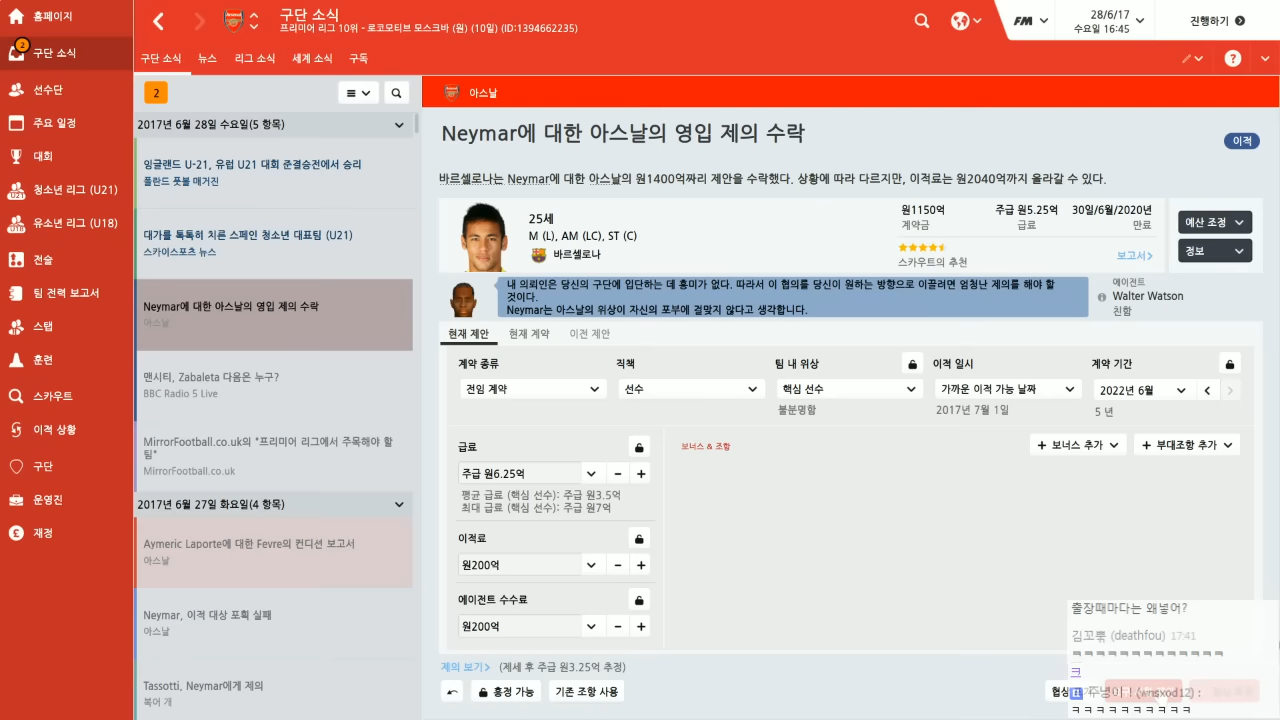 홈페이지
2
구단 소식
선수단
주요 일정
대회
청소년 리그 (U21)
유소년 리그 (U18)
전술
팀 전력 보고서
스탭
훈련
스카우트
이적 상황
구단
운영진
재정
구단 소식
프리미어 리그 10위 - 로코모티브 모스크바 (원) (10일) (ID:1394662235)
FM
28/6/17
수요일 16:45
진행하기
구단 소식 뉴스 리그 소식 세계 소식 구독
?
2
2017년 6월 28일 수요일(5 항목)
잉글랜드 U-21, 유럽 U21 대회 준결승전에서 승리
폴란드 풋볼 매거진
대가를 톡톡히 치른 스페인 청소년 대표팀 (U21)
스카이스포츠 뉴스
Neymar에 대한 아스날의 영입 제의 수락
아스날
맨시티, Zabaleta 다음은 누구?
BBC Radio 5 Live
MirrorFootball.co.uk의 "프리미어 리그에서 주목해야 할
팀"
MirrorFootball.co.uk
2017년 6월 27일 화요일(4 항목)
Aymeric Laporte에 대한 Fevre의 컨디션 보고서
아스날
Neymar, 이적 대상 포획 실패
아스날
Tassotti, Neymar에게 제의
복어 개
아스날
Neymar에 대한 아스날의 영입 제의 수락
이적
바르셀로나는 Neymar에 대한 아스날의 원1400억짜리 제안을 수락했다. 상황에 따라 다르지만, 이적료는 원2040억까지 올라갈 수 있다.
25세
M (L), AM (LC), ST (C)
바르셀로나
원1150억
계약금
주급 원5.25억
급료
30일/6월/2020년
만료
스카우트의 추천
보고서>
예산 조정
정보
내 의뢰인은 당신의 구단에 입단하는 데 흥미가 없다. 따라서 이 협의를 당신이 원하는 방향으로 이끌려면 엄청난 제의를 해야 할
것이다.
Neymar는 아스날의 위상이 자신의 포부에 걸맞지 않다고 생각합니다.
에이전트
Walter Watson
친함
현재 제안 현재 계약 이전 제안
계약 종류 직책 팀 내 위상 이적 일시 계약 기간
전임 계약 선수 핵심 선수 가까운 이적 가능 날짜 2022년 6월
불분명함 2017년 7월 1일 5 년
급료
주급 원6.25억
평균 급료 (핵심 선수): 주급 원3.5억
최대 급료 (핵심 선수): 주급 원7억
이적료
원200억
에이전트 수수료
원200억
보너스 & 조항
+ 보너스 추가
+ 부대조항 추가
제의 보기> (제세 후 주급 원3.25억 추정)
흥정 가능
기존 조항 사용
협상
출장때마다는 왜넣어?
(deathfou) 17:41
ㅋㅋㅋㅋㅋㅋㅋㅋㅋㅋㅋㅋㅋ
ㅋ
(wnsxod12) :
ㅋㅋㅋㅋㅋㅋㅋㅋㅋㅋ